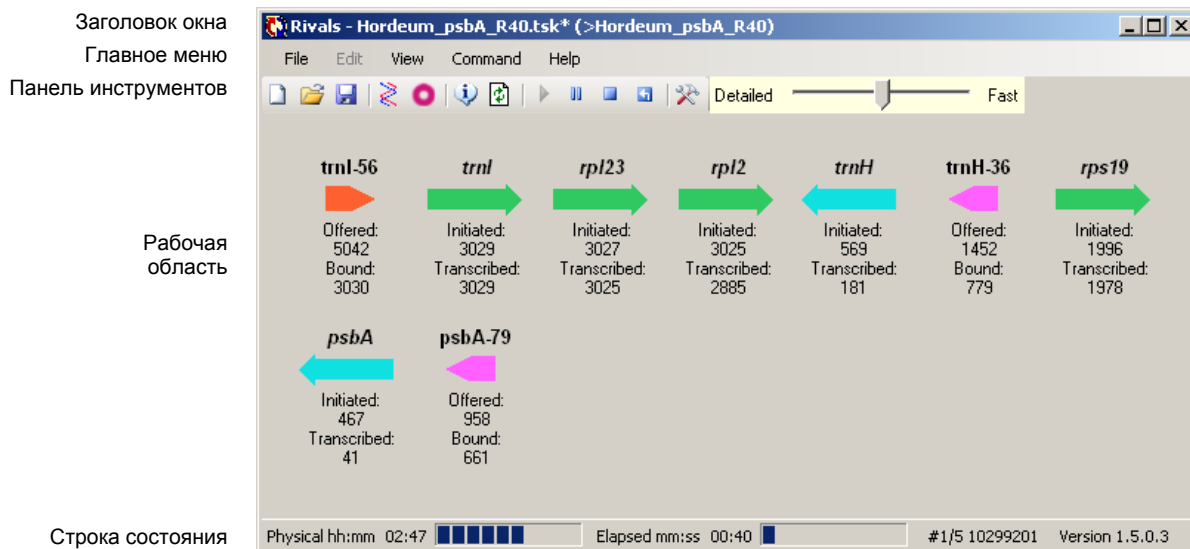 Заголовок окна
Rivals - Hordeum_psbA_R40.tsk* (>Hordeum_psbA_R40)
Главное меню
File Edit View Command Help
Панель инструментов
Detailed Fast
trnI-56 trnI rpl23 rpl2 trnH trnH-36 rps19
Offered: Initiated: Initiated: Initiated: Initiated: Offered: Initiated:
5042 3029 3027 3025 569 1452 1996
Bound: Transcribed: Transcribed: Transcribed: Transcribed: Bound: Transcribed:
3030 3029 3025 2885 181 779 1978
Рабочая
область
psbA psbA-79
Initiated: Offered:
467 958
Transcribed: Bound:
41 661
Строка состояния
Physical hh:mm 02:47 Elapsed mm:ss 00:40 #1/5 10299201 Version 1.5.0.3